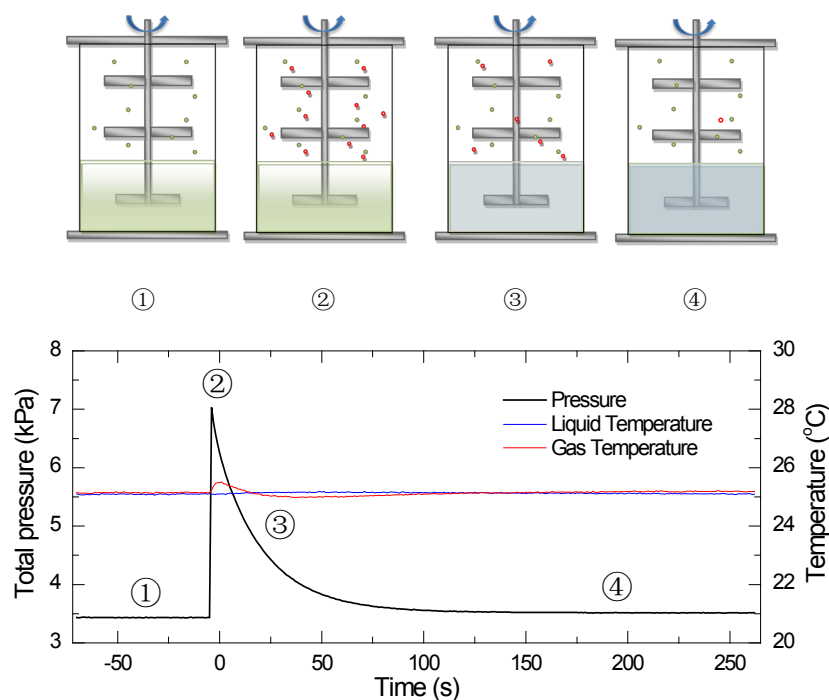 ① ② ③ ④
8 30
7 28
6 26
5 24
4 22
3 20
②
③
① ④
Pressure
Liquid Temperature
Gas Temperature
Total pressure (kPa)
Temperature (°C)
-50 0 50 100 150 200 250
Time (s)